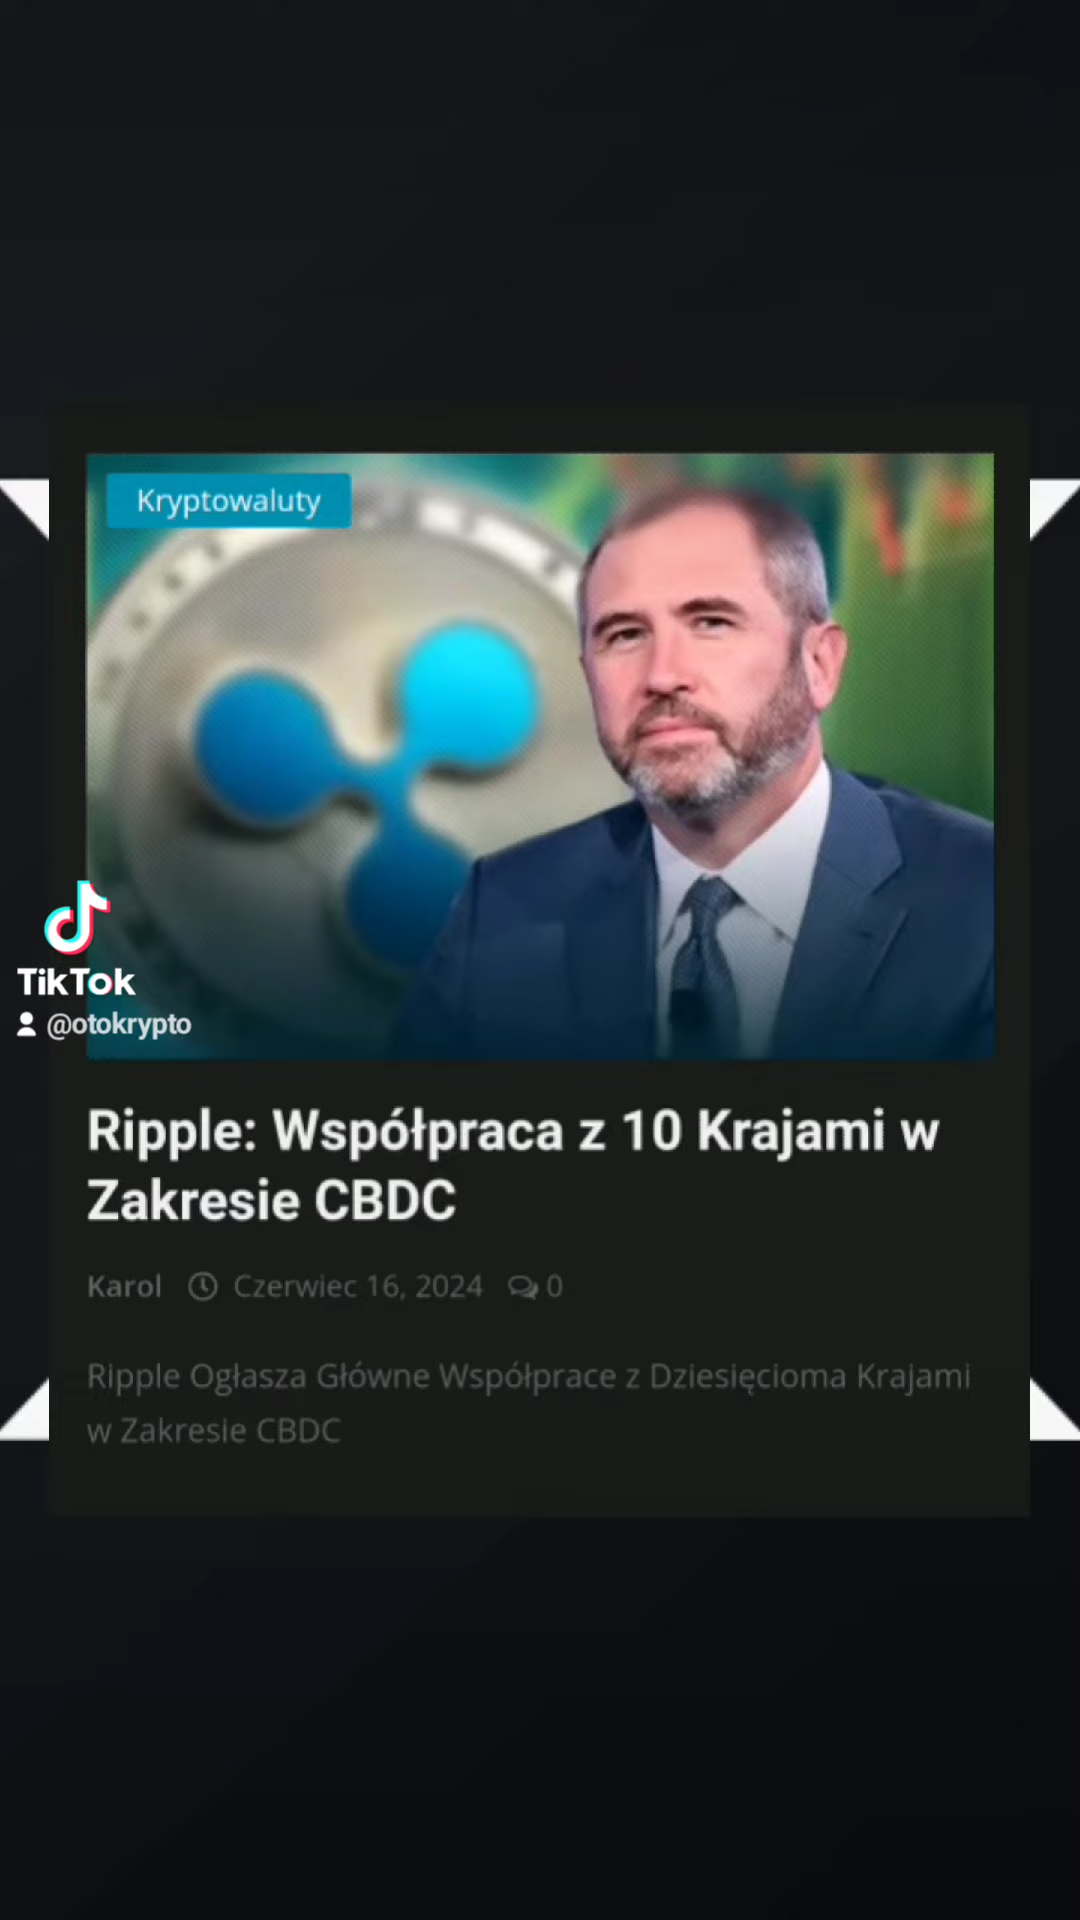 Kryptowaluty
TikTok
@otokrypto
Ripple: Współpraca z 10 Krajami w
Zakresie CBDC
Karol Czerwiec 16, 2024 0
Ripple Ogłasza Główne Współprace z Dziesięcioma Krajami
w Zakresie CBDC